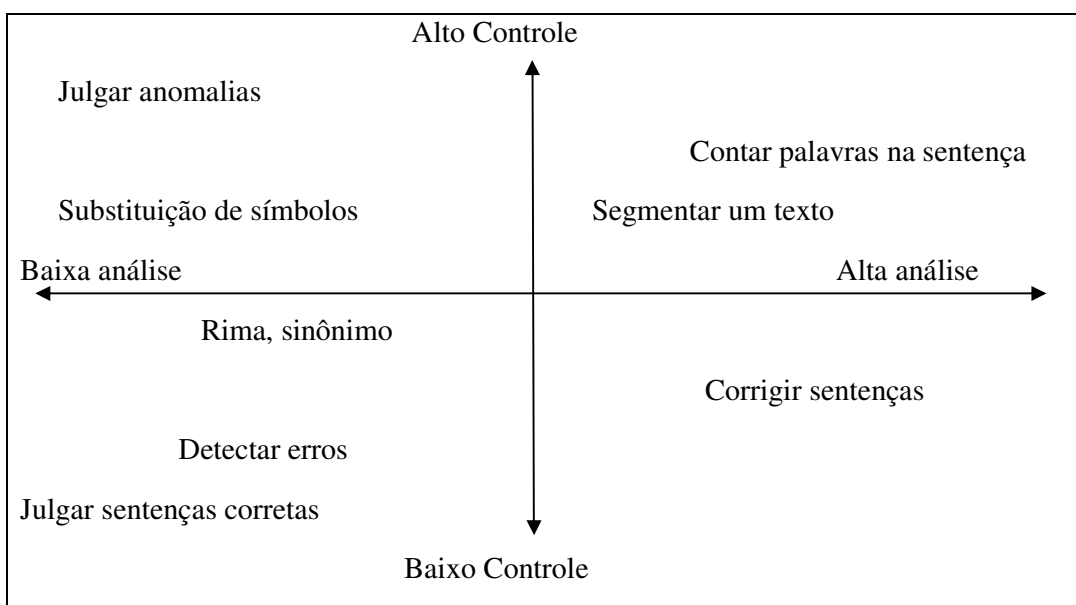 Alto Controle
Julgar anomalias
Contar palavras na sentença
Substituição de símbolos
Segmentar um texto
Baixa análise
Alta análise
Rima, sinônimo
Corrigir sentenças
Detectar erros
Julgar sentenças corretas
Baixo Controle